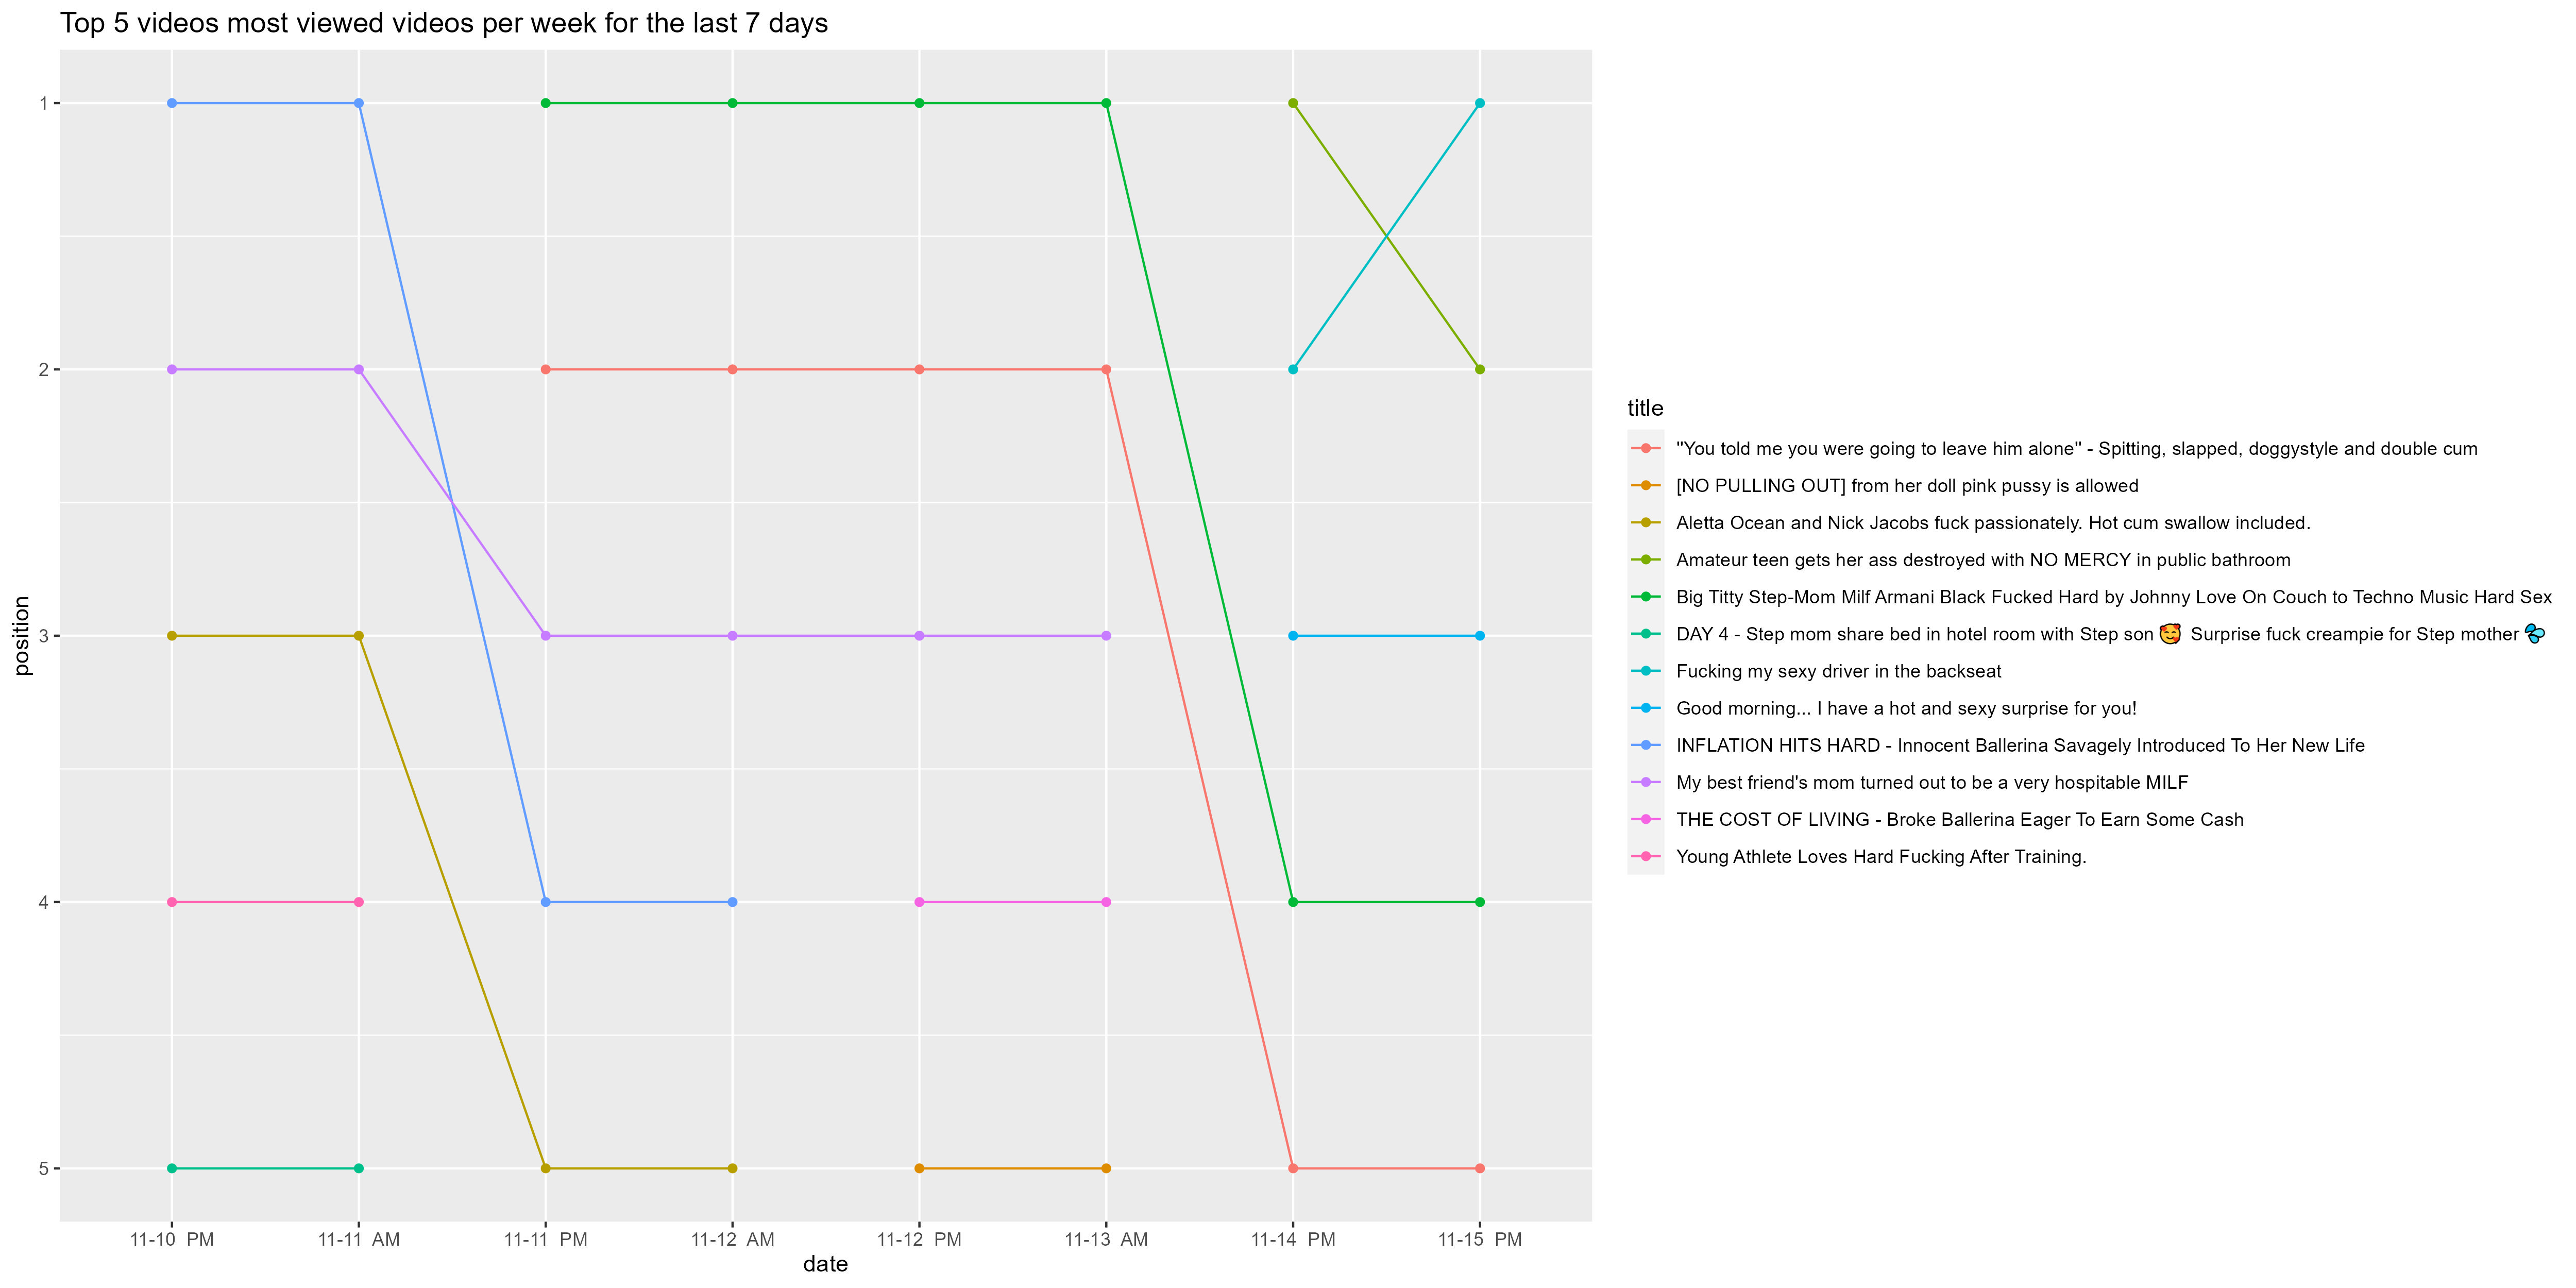 Top 5 videos most viewed videos per week for the last 7 days
position
1
2
3
4
5
11-10 PM
11-11 AM
11-11 PM
11-12 AM
11-12 PM
11-13 AM
11-14 PM
11-15 PM
date
title
"You told me you were going to leave him alone" - Spitting, slapped, doggystyle and double cum
[NO PULLING OUT] from her doll pink pussy is allowed
Aletta Ocean and Nick Jacobs fuck passionately. Hot cum swallow included.
Amateur teen gets her ass destroyed with NO MERCY in public bathroom
Big Titty Step-Mom Milf Armani Black Fucked Hard by Johnny Love On Couch to Techno Music Hard Sex
DAY 4 - Step mom share bed in hotel room with Step son 🥰 Surprise fuck creampie for Step mother 💦
Fucking my sexy driver in the backseat
Good morning... I have a hot and sexy surprise for you!
INFLATION HITS HARD - Innocent Ballerina Savagely Introduced To Her New Life
My best friend's mom turned out to be a very hospitable MILF
THE COST OF LIVING - Broke Ballerina Eager To Earn Some Cash
Young Athlete Loves Hard Fucking After Training.